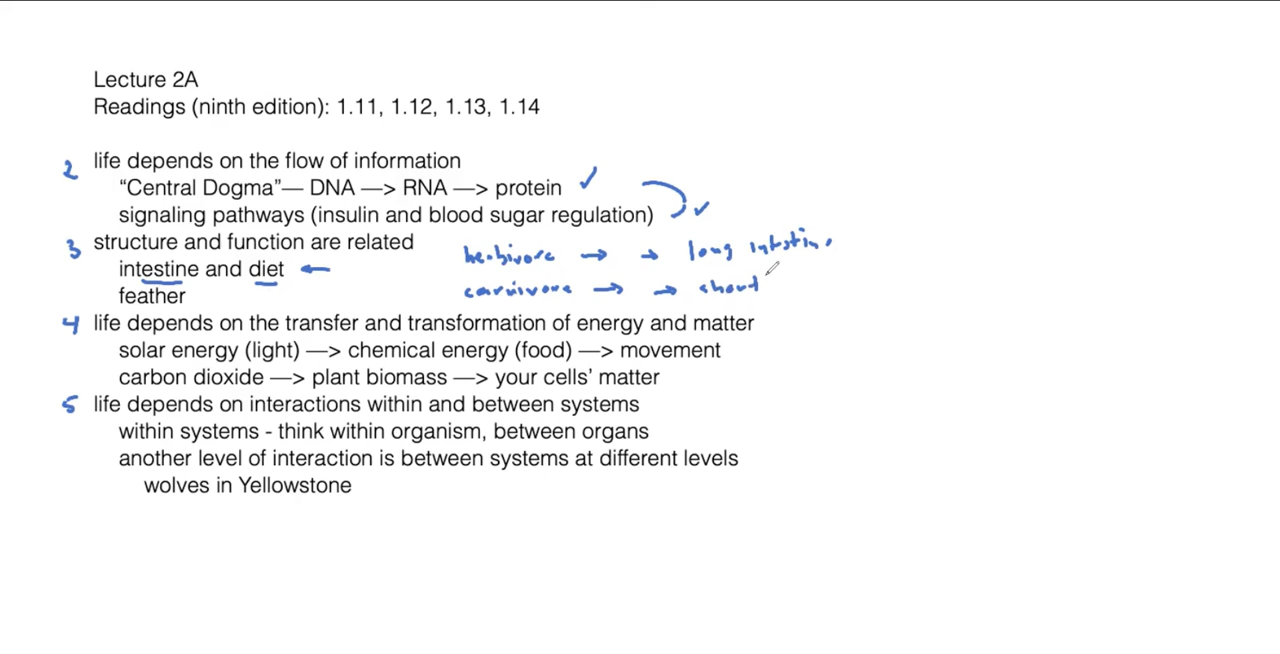 Lecture 2A
Readings (ninth edition): 1.11, 1.12, 1.13, 1.14
2 life depends on the flow of information
“Central Dogma”— DNA —> RNA —> protein ✓
signaling pathways (insulin and blood sugar regulation) ✓
3 structure and function are related
herbivore → → long intestine
intestine and diet ←
carnivore → → short
feather
4 life depends on the transfer and transformation of energy and matter
solar energy (light) —> chemical energy (food) —> movement
carbon dioxide —> plant biomass —> your cells’ matter
5 life depends on interactions within and between systems
within systems - think within organism, between organs
another level of interaction is between systems at different levels
wolves in Yellowstone